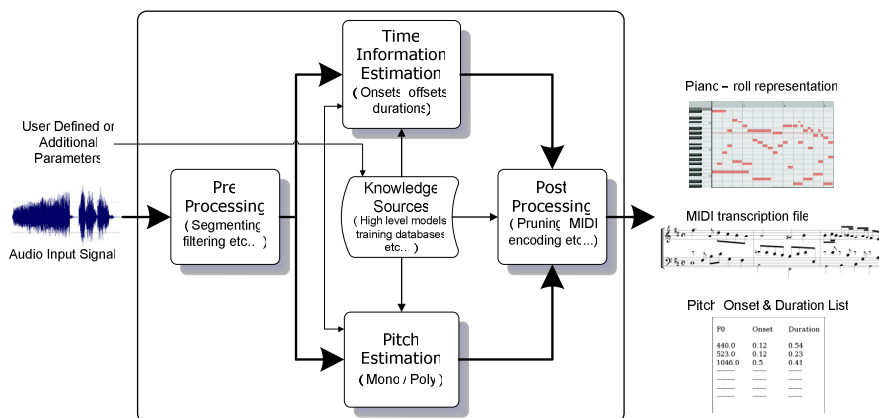 Time
Information
Estimation
(Onsets offsets
durations)
User Defined or
Additional
Parameters
Audio Input Signal
Pre
Processing
(Segmenting
filtering etc...)
Knowledge
Sources
(High level models
training databases
etc...)
Post
Processing
(Pruning MIDI
encoding etc...)
Pitch
Estimation
(Mono / Poly)
Piano – roll representation
MIDI transcription file
Pitch Onset & Duration List
F0 Onset Duration
440.0 0.12 0.54
523.0 0.12 0.23
1046.0 0.5 0.41